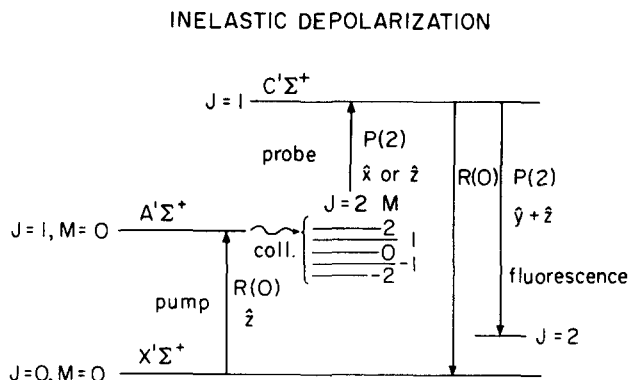 INELASTIC DEPOLARIZATION
C'Σ⁺
J = 1
probe
P(2)
x̂ or ẑ
R(0)
P(2)
ŷ + ẑ
J = 2 M
A'Σ⁺
J = 1, M = 0
coll.
2
1
0
-1
-2
fluorescence
pump
R(0)
ẑ
J = 2
X'Σ⁺
J = 0, M = 0